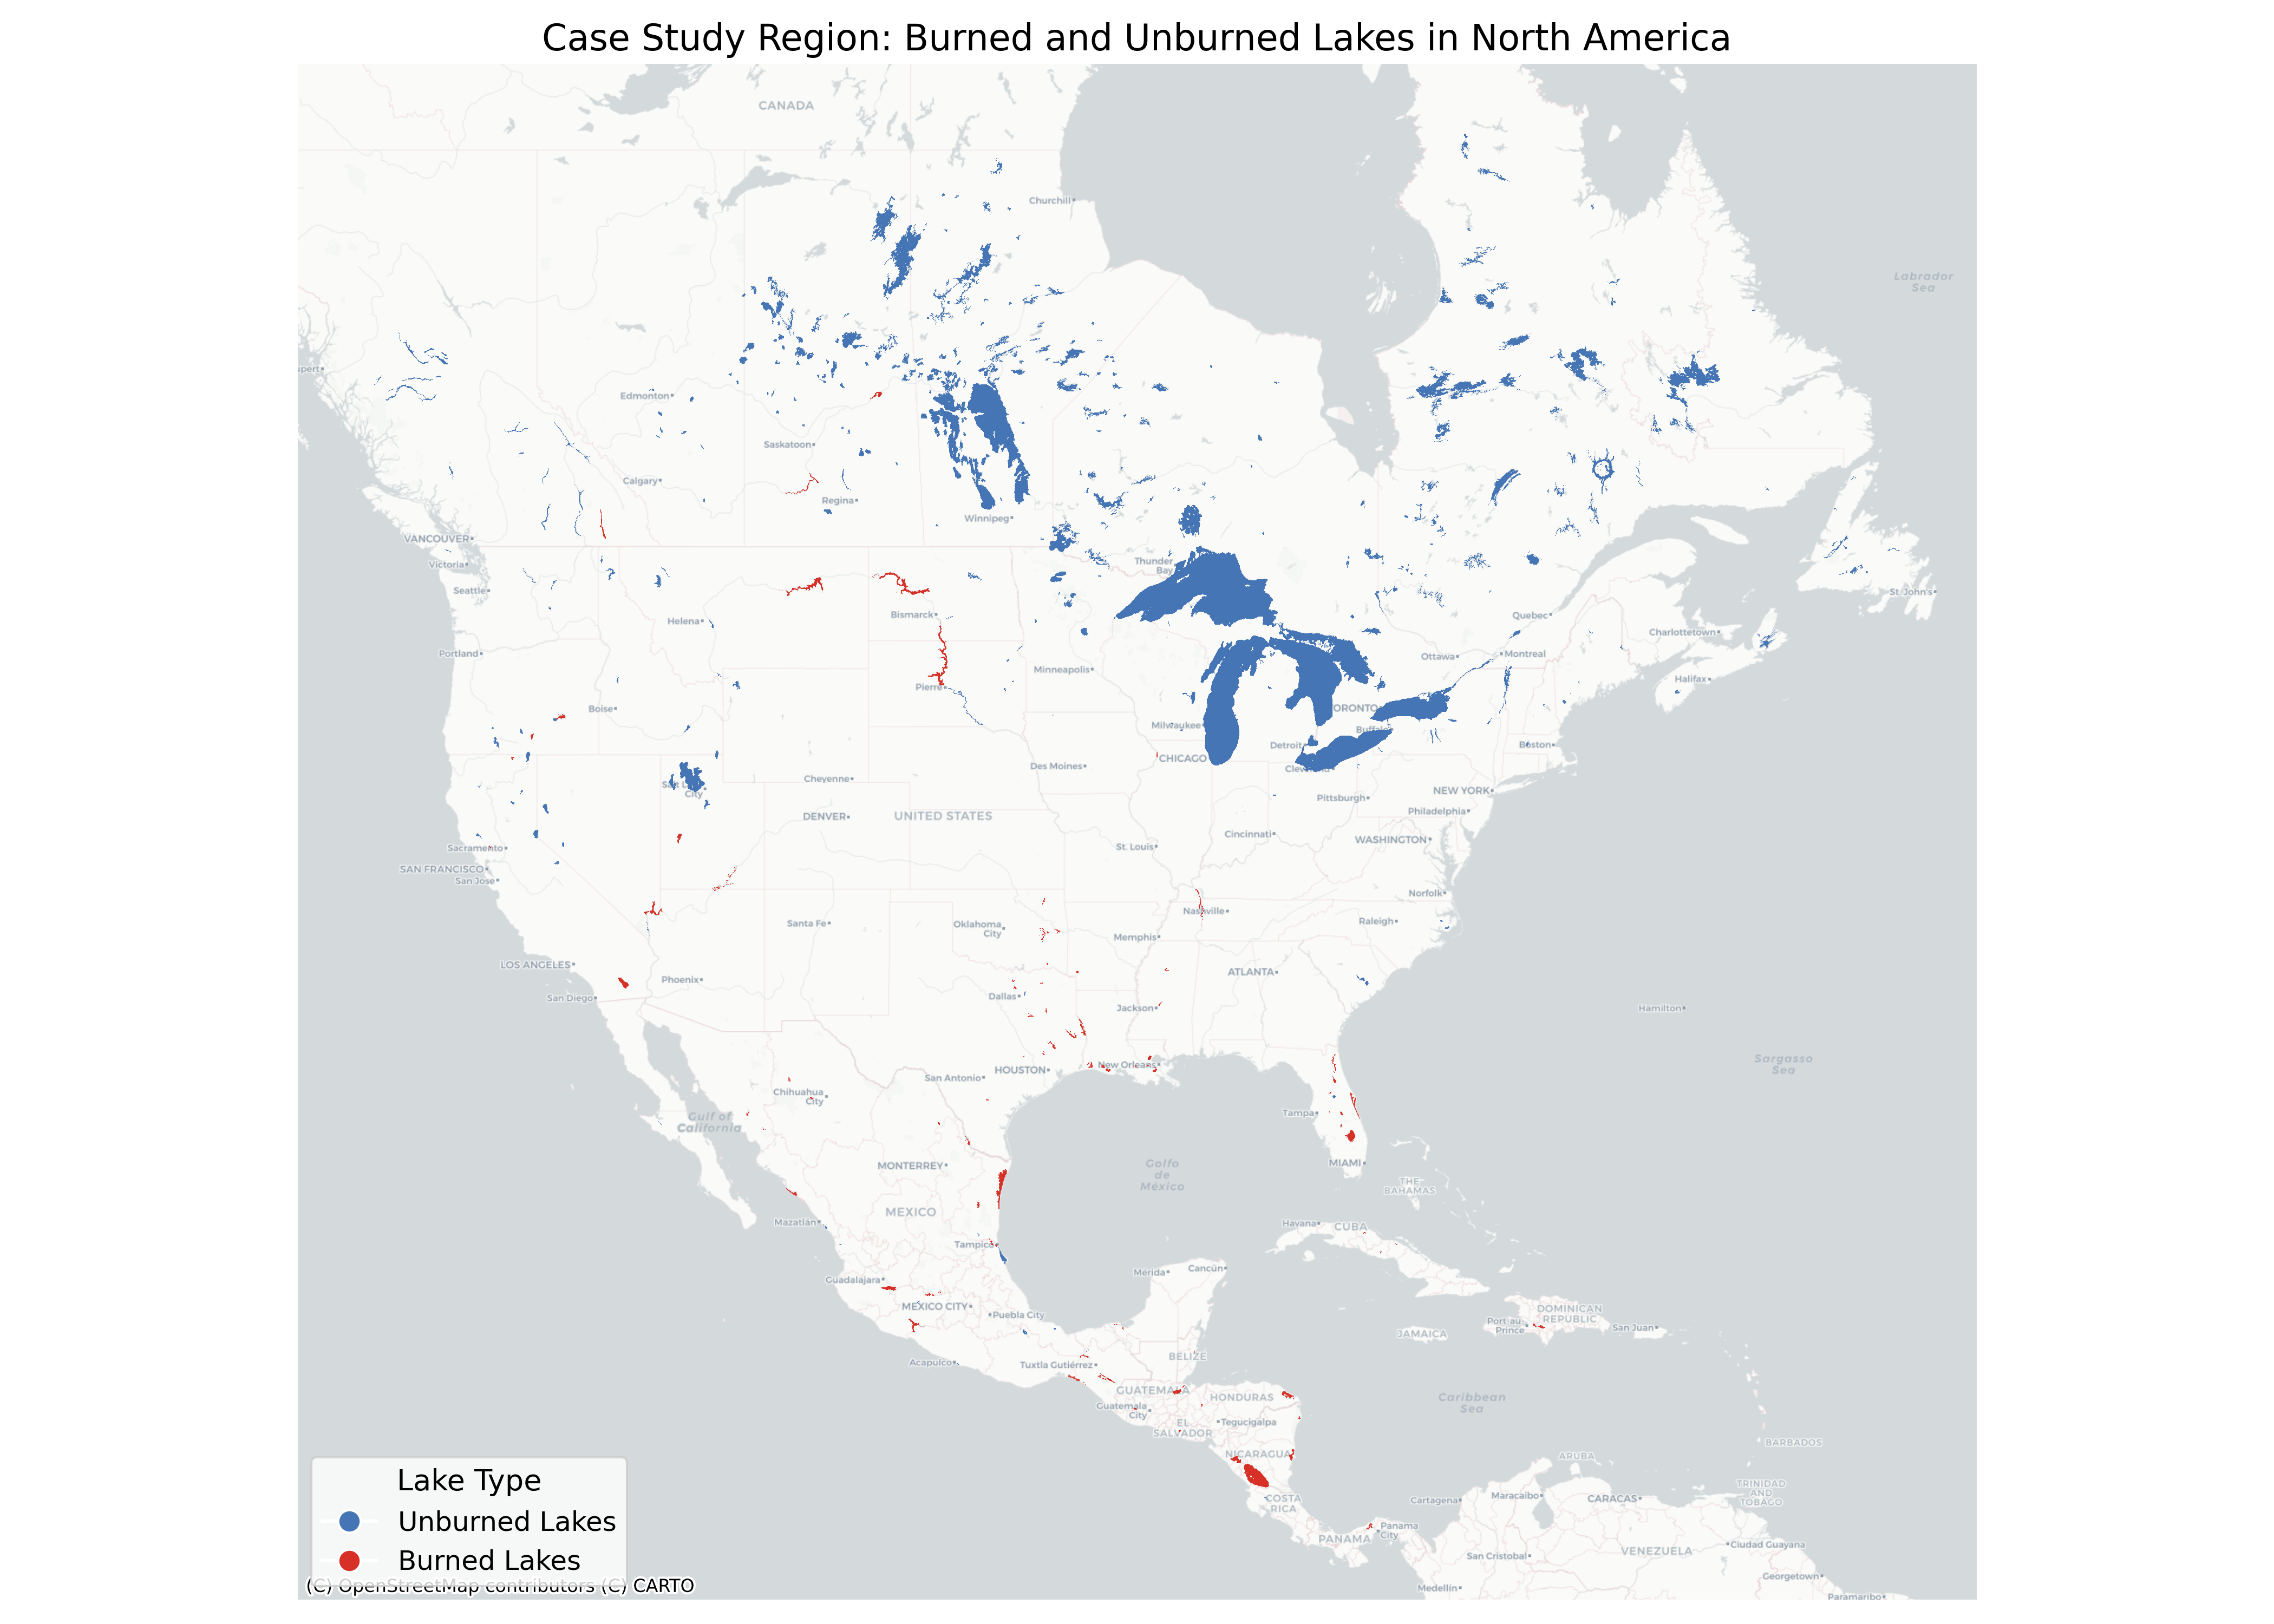 Case Study Region: Burned and Unburned Lakes in North America
CANADA
Churchill
Labrador
Sea
upert
Edmonton
Saskatoon
Calgary
Regina
Winnipeg
VANCOUVER
Victoria
Seattle
Thunder
Bay
St. John's
Bismarck
Helena
Quebec
Charlottetown
Portland
Minneapolis
Ottawa
Montreal
Pierre
Halifax
Boise
ORONTO
Milwaukee
Buffalo
Detroit
Boston
CHICAGO
Des Moines
Cheyenne
City
NEW YORK
Pittsburgh
Philadelphia
DENVER
UNITED STATES
Cincinnati
WASHINGTON
Sacramento
St. Louis
SAN FRANCISCO
San Jose
Norfolk
Nashville
Raleigh
Santa Fe
Oklahoma
City
Memphis
LOS ANGELES
Phoenix
ATLANTA
San Diego
Dallas
Jackson
Hamilton
Sargasso
Sea
New Orleans
HOUSTON
San Antonio
Chihuahua
City
Gulf of
California
Tampa
MONTERREY
MIAMI
Golfo
de
México
THE
BAHAMAS
MEXICO
Mazatlán
Havana
CUBA
Tampico
Mérida
Cancún
Guadalajara
MEXICO CITY
Puebla City
DOMINICAN
REPUBLIC
Port au
Prince
San Juan
JAMAICA
BELIZE
Acapulco
Tuxtla Gutiérrez
GUATEMALA
HONDURAS
Caribbean
Sea
Guatemala
City
EL
SALVADOR
Tegucigalpa
NICARAGUA
BARBADOS
ARUBA
COSTA
RICA
Cartagena
Maracaibo
CARACAS
TRINIDAD
AND
TOBAGO
PANAMA
Panama
City
San Cristobal
VENEZUELA
Ciudad Guayana
Medellín
Georgetown
Paramaribo
Lake Type
Unburned Lakes
Burned Lakes
(C) OpenStreetMap contributors (C) CARTO